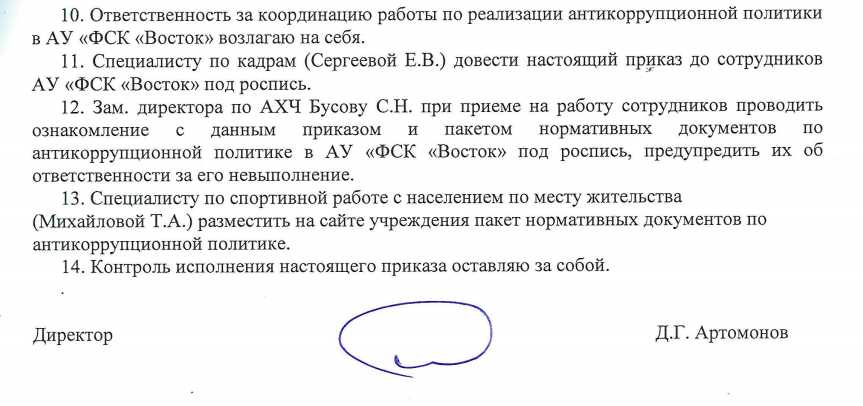 10. Ответственность за координацию работы по реализации антикоррупционной политики
в АУ «ФСК «Восток» возлагаю на себя.
11. Специалисту по кадрам (Сергеевой Е.В.) довести настоящий приказ до сотрудников
АУ «ФСК «Восток» под роспись.
12. Зам. директора по АХЧ Бусову С.Н. при приеме на работу сотрудников проводить
ознакомление с данным приказом и пакетом нормативных документов по
антикоррупционной политике в АУ «ФСК «Восток» под роспись, предупредить их об
ответственности за его невыполнение.
13. Специалисту по спортивной работе с населением по месту жительства
(Михайловой Т.А.) разместить на сайте учреждения пакет нормативных документов по
антикоррупционной политике.
14. Контроль исполнения настоящего приказа оставляю за собой.
Директор Д.Г. Артомонов